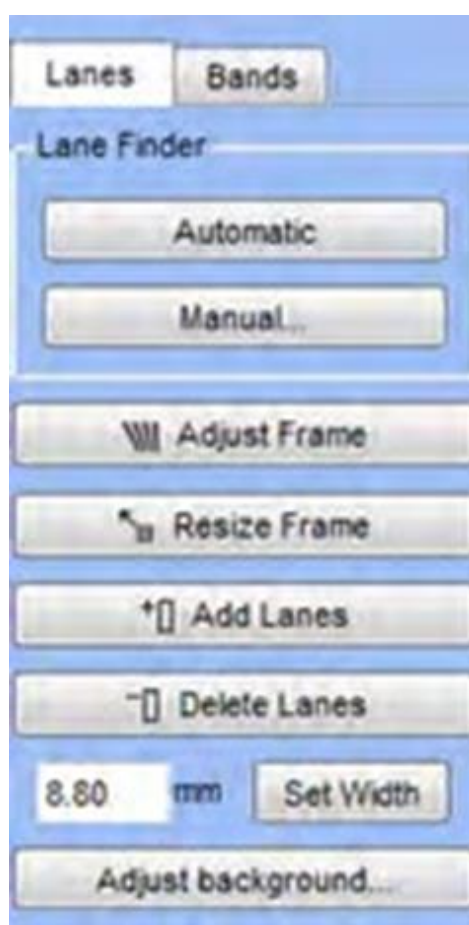 Lanes Bands
Lane Finder
Automatic
Manual...
Adjust Frame
Resize Frame
Add Lanes
Delete Lanes
8.80 mm Set Width
Adjust background...